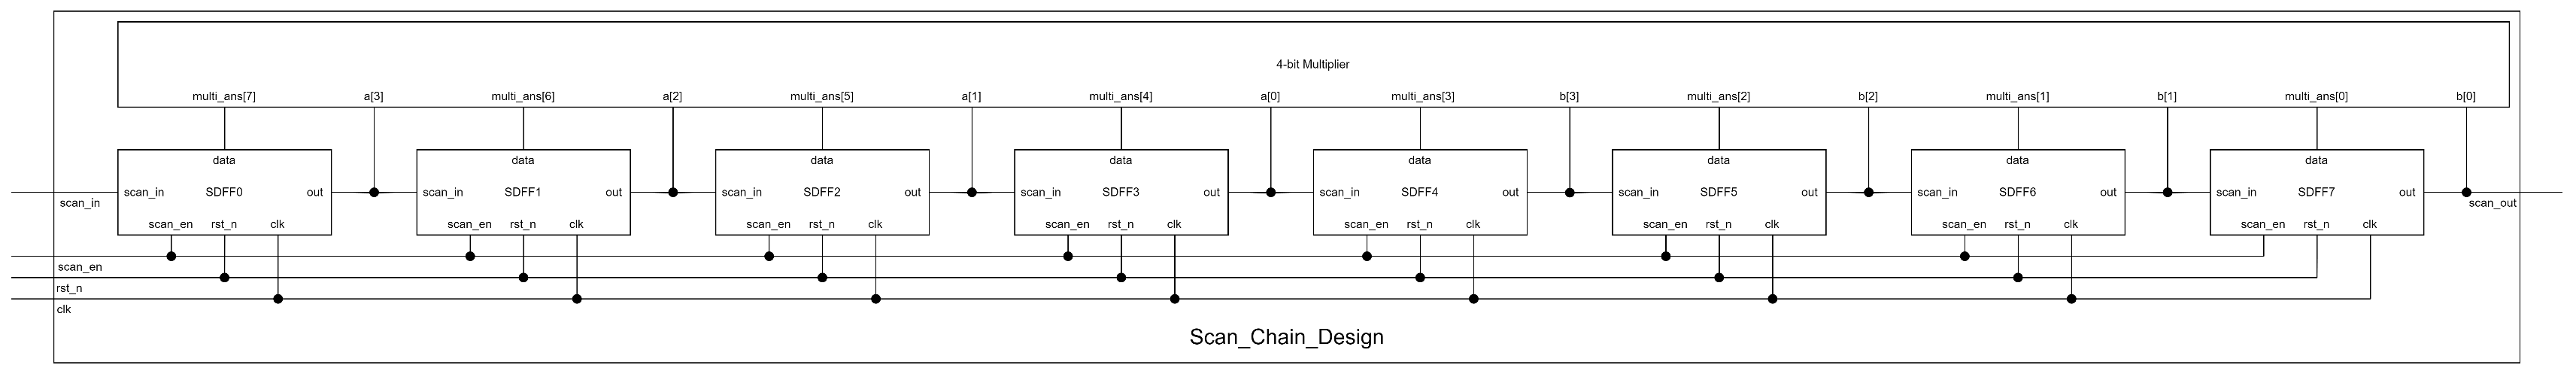 4-bit Multiplier
multi_ans[7] a[3] multi_ans[6] a[2] multi_ans[5] a[1] multi_ans[4] a[0] multi_ans[3] b[3] multi_ans[2] b[2] multi_ans[1] b[1] multi_ans[0] b[0]
data data data data data data data data
scan_in SDFF0 out scan_in SDFF1 out scan_in SDFF2 out scan_in SDFF3 out scan_in SDFF4 out scan_in SDFF5 out scan_in SDFF6 out scan_in SDFF7 out
scan_in scan_out
scan_en rst_n clk scan_en rst_n clk scan_en rst_n clk scan_en rst_n clk scan_en rst_n clk scan_en rst_n clk scan_en rst_n clk scan_en rst_n clk
scan_en
rst_n
clk
Scan_Chain_Design